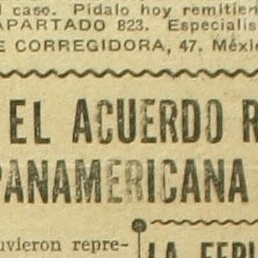 l caso. Pídalo hoy remitien
APARTADO 823. Especialis
E CORREGIDORA, 47. Méxic
EL ACUERDO R
PANAMERICANA
uvieron repre-
LA FERI